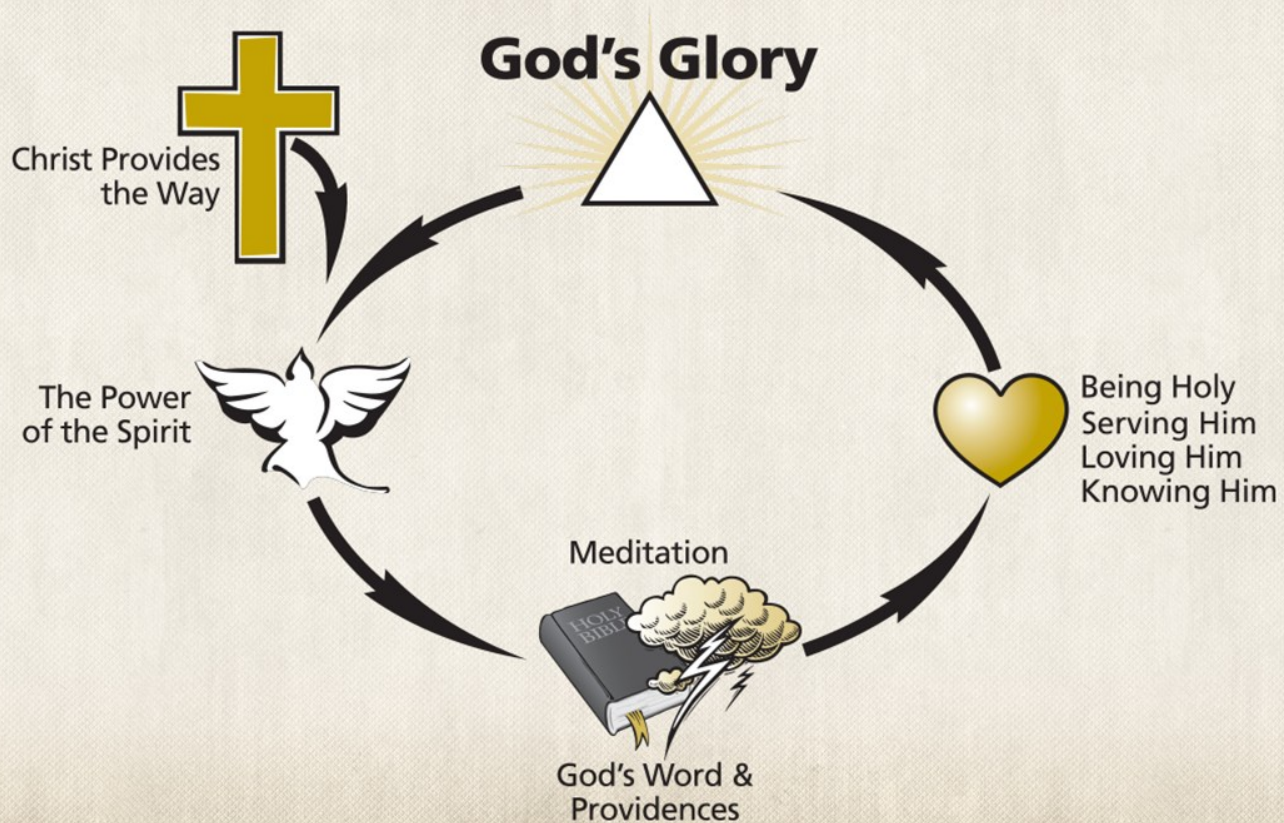 God's Glory
Christ Provides
the Way
The Power
of the Spirit
Being Holy
Serving Him
Loving Him
Knowing Him
Meditation
HOLY
BIBLE
God's Word &
Providences